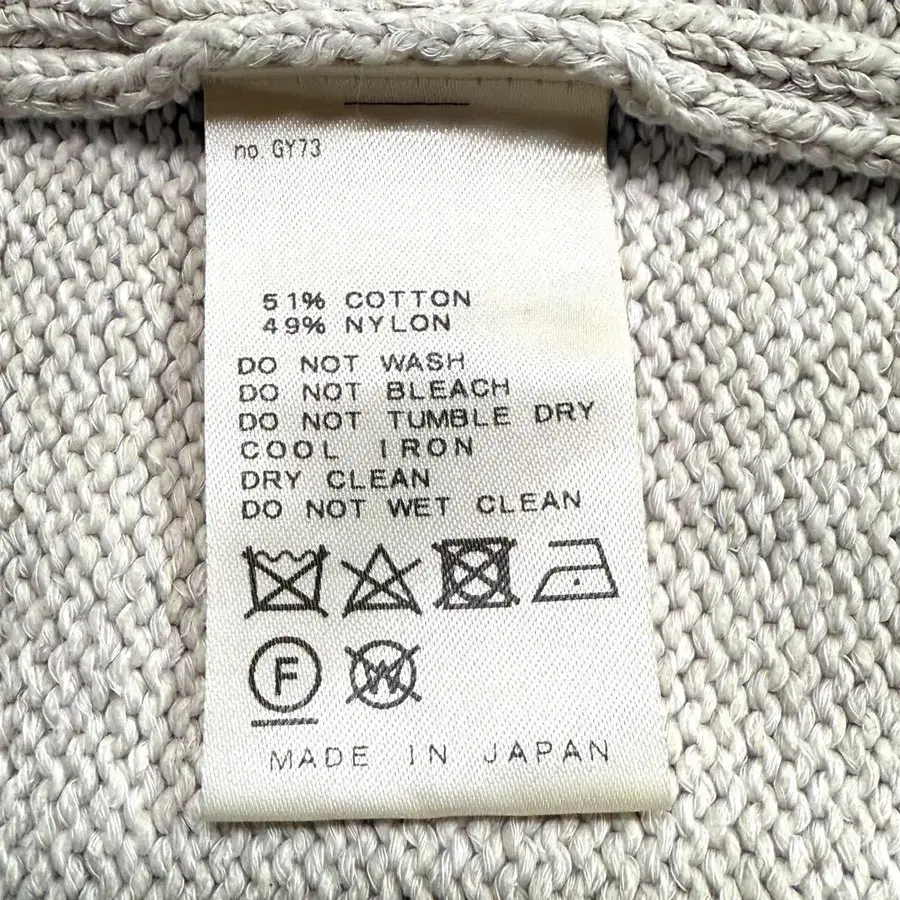 no GY73
51% COTTON
49% NYLON
DO NOT WASH
DO NOT BLEACH
DO NOT TUMBLE DRY
COOL IRON
DRY CLEAN
DO NOT WET CLEAN
F W
MADE IN JAPAN